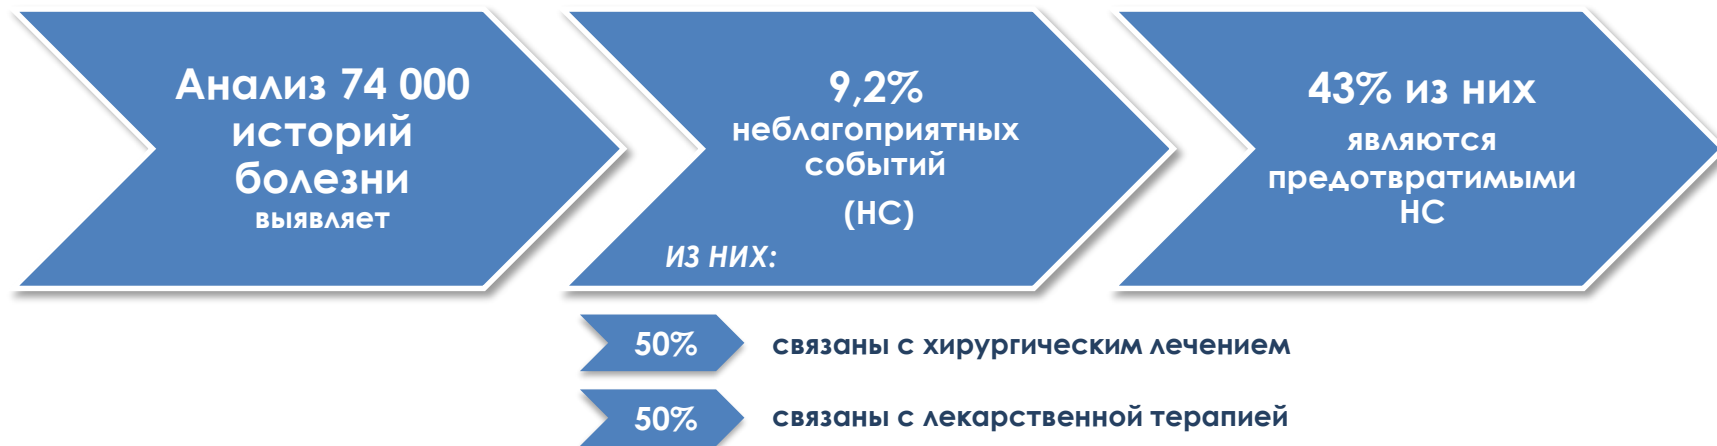 Анализ 74 000
историй
болезни
выявляет
9,2%
неблагоприятных
событий
(НС)
ИЗ НИХ:
43% из них
являются
предотвратимыми
НС
50%
связаны с хирургическим лечением
50%
связаны с лекарственной терапией